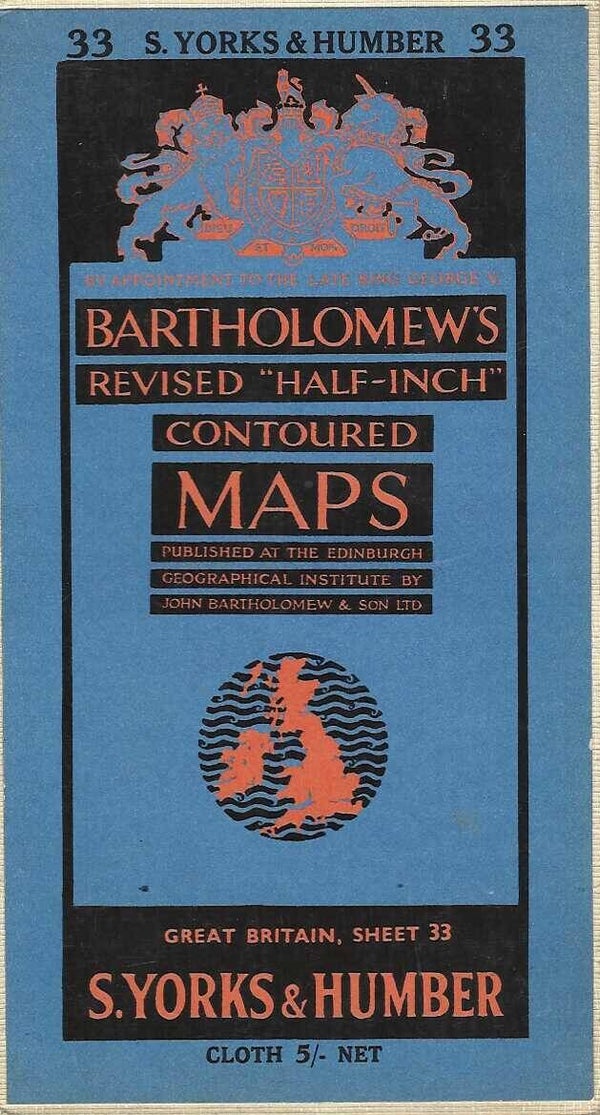 33 S. YORKS & HUMBER 33
DIEU ET MON DROIT
BY APPOINTMENT TO THE LATE KING GEORGE V.
BARTHOLOMEW'S
REVISED "HALF-INCH"
CONTOURED
MAPS
PUBLISHED AT THE EDINBURGH
GEOGRAPHICAL INSTITUTE BY
JOHN BARTHOLOMEW & SON LTD
GREAT BRITAIN, SHEET 33
S. YORKS & HUMBER
CLOTH 5/- NET